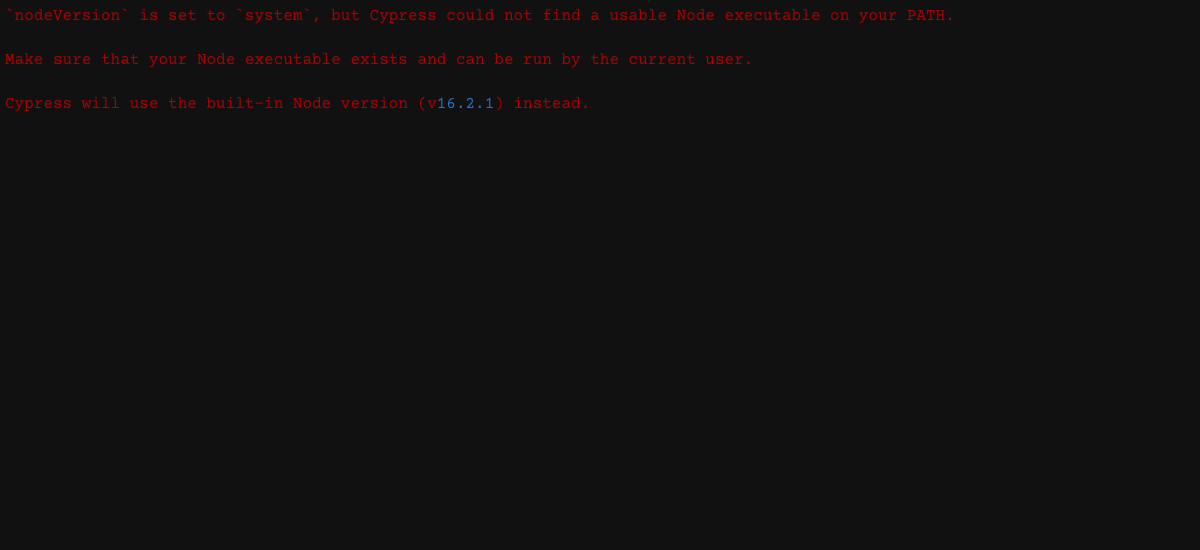 `nodeVersion` is set to `system`, but Cypress could not find a usable Node executable on your PATH.
Make sure that your Node executable exists and can be run by the current user.
Cypress will use the built-in Node version (v16.2.1) instead.